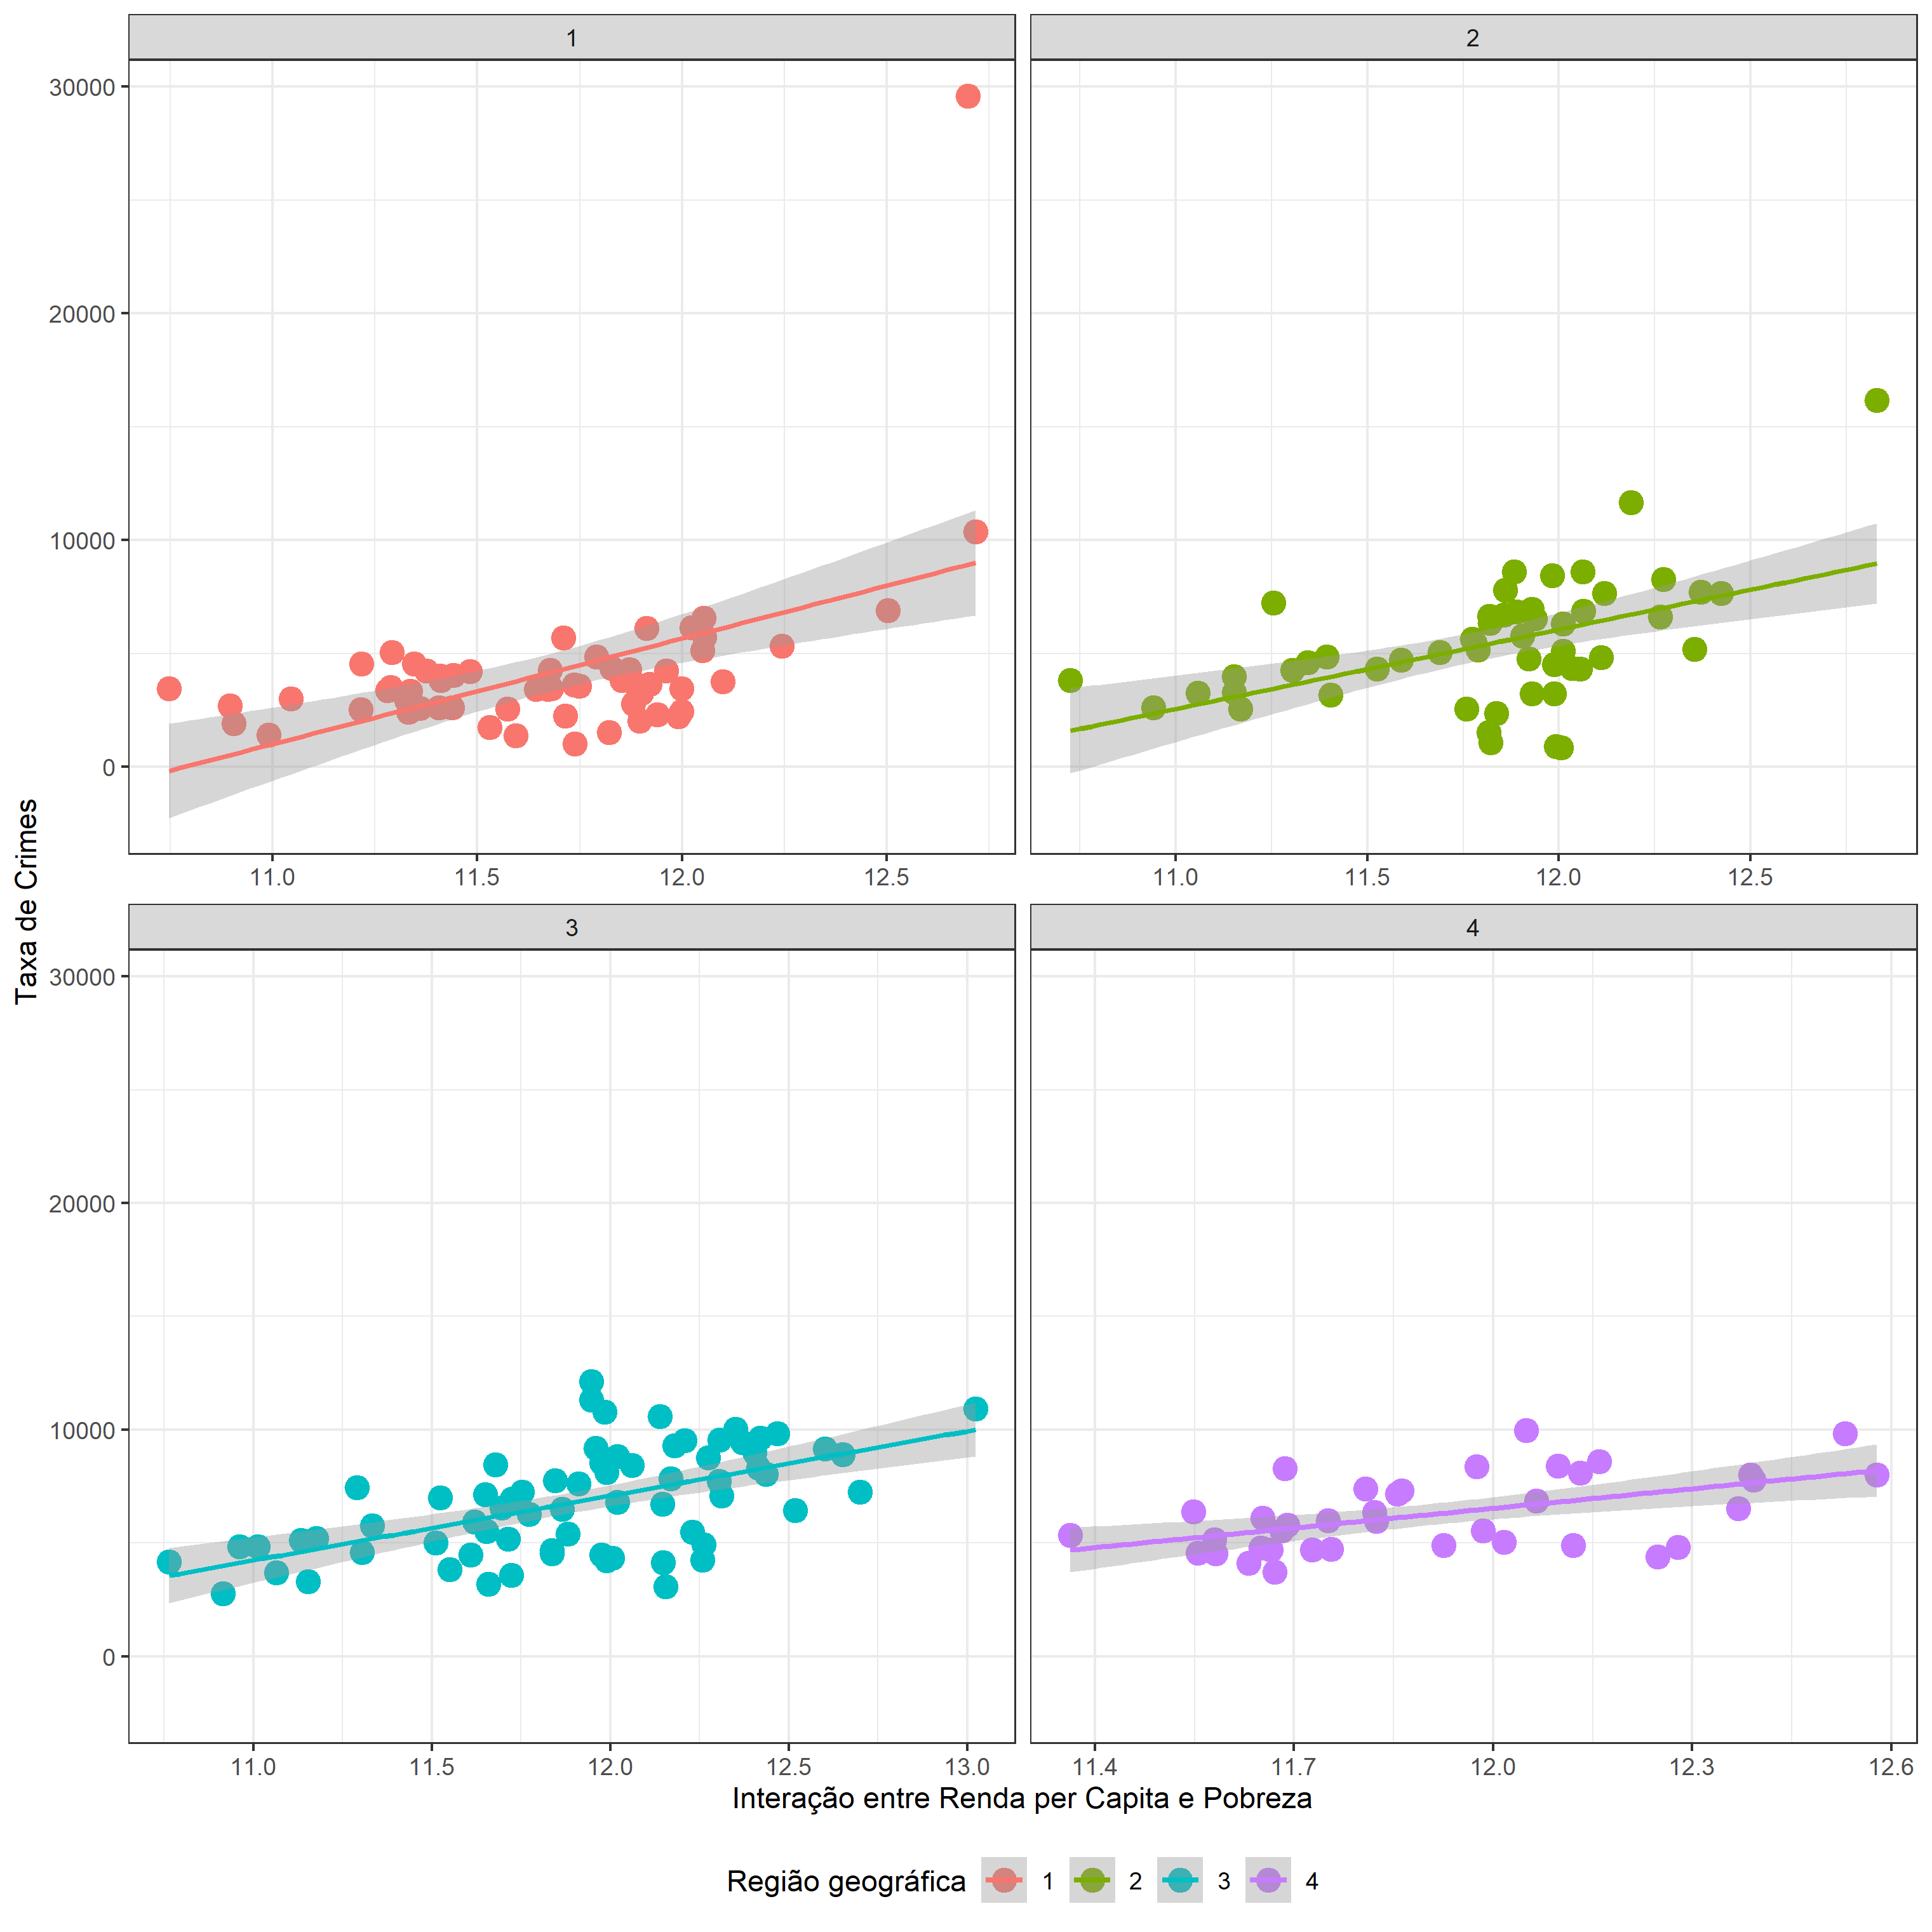 1
2
30000
20000
10000
0
11.0 11.5 12.0 12.5
11.0 11.5 12.0 12.5
3
4
30000
20000
10000
0
11.0 11.5 12.0 12.5 13.0
11.4 11.7 12.0 12.3 12.6
Taxa de Crimes
Interação entre Renda per Capita e Pobreza
Região geográfica 1 2 3 4